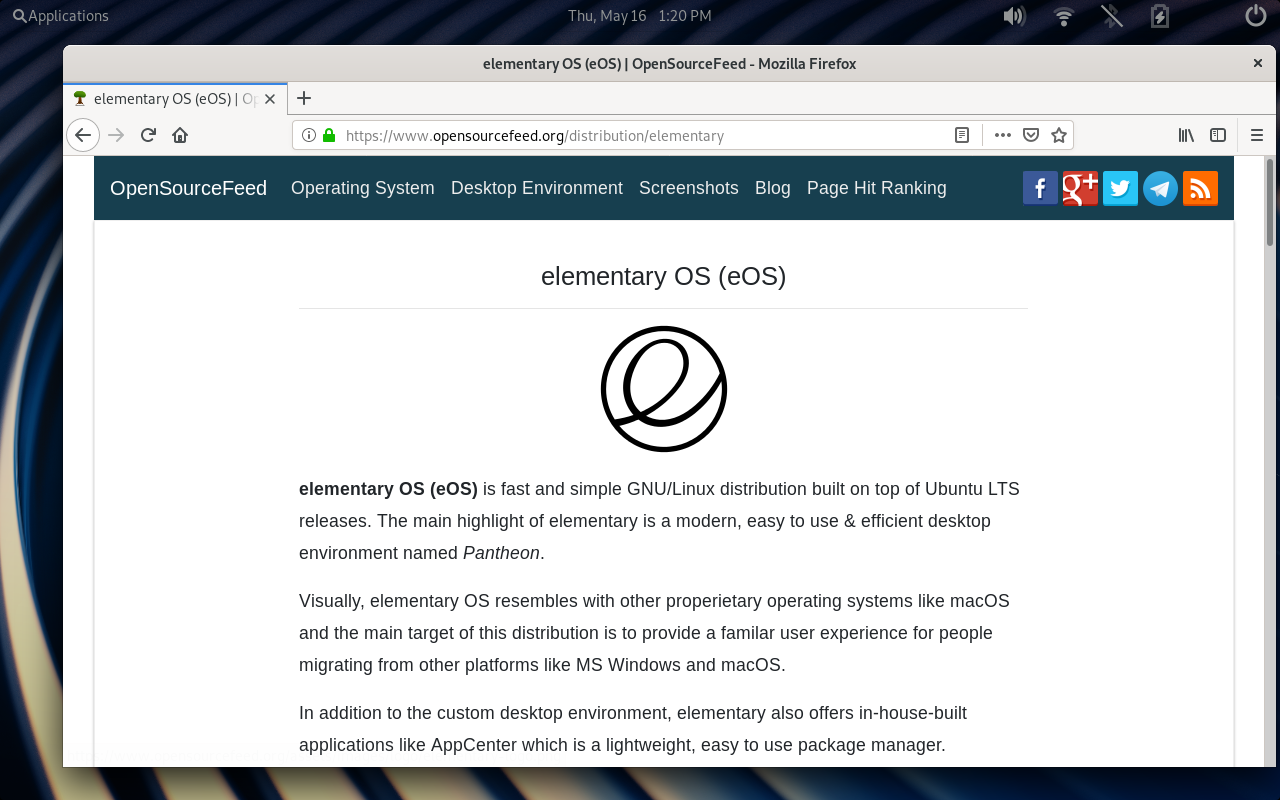 Applications
Thu, May 16 1:20 PM
elementary OS (eOS) | OpenSourceFeed - Mozilla Firefox
elementary OS (eOS) | Op
https://www.opensourcefeed.org/distribution/elementary
OpenSourceFeed Operating System Desktop Environment Screenshots Blog Page Hit Ranking
elementary OS (eOS)
elementary OS (eOS) is fast and simple GNU/Linux distribution built on top of Ubuntu LTS
releases. The main highlight of elementary is a modern, easy to use & efficient desktop
environment named Pantheon.
Visually, elementary OS resembles with other properietary operating systems like macOS
and the main target of this distribution is to provide a familar user experience for people
migrating from other platforms like MS Windows and macOS.
In addition to the custom desktop environment, elementary also offers in-house-built
applications like AppCenter which is a lightweight, easy to use package manager.